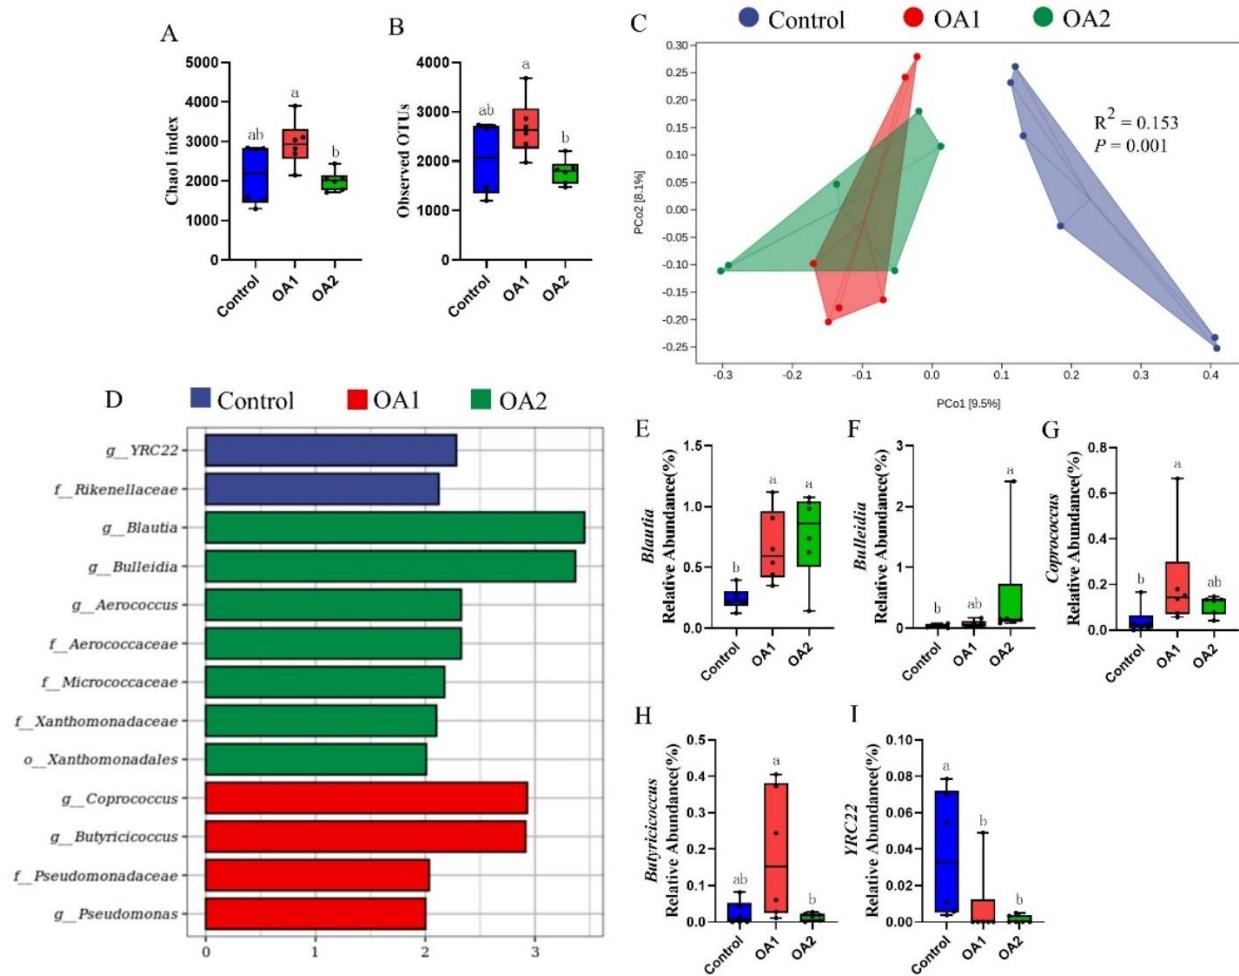 A
Chao1 index
5000
4000
3000
2000
1000
0
ab
a
b
Control
OA1
OA2
B
Observed OTUs
4000
3000
2000
1000
0
ab
a
b
Control
OA1
OA2
C
Control
OA1
OA2
PCo2 [8.1%]
0.30
0.25
0.20
0.15
0.10
0.05
0.00
-0.05
-0.10
-0.15
-0.20
-0.25
R² = 0.153
P = 0.001
-0.3
-0.2
-0.1
0.0
0.1
0.2
0.3
0.4
PCo1 [9.5%]
D
Control
OA1
OA2
g__YRC22
f__Rikenellaceae
g__Blautia
g__Bulleidia
g__Aerococcus
f__Aerococcaceae
f__Micrococcaceae
f__Xanthomonadaceae
o__Xanthomonadales
g__Coprococcus
g__Butyricicoccus
f__Pseudomonadaceae
g__Pseudomonas
0
1
2
3
E
Blautia
Relative Abundance(%)
1.5
1.0
0.5
0.0
b
a
a
Control
OA1
OA2
F
Bulleidia
Relative Abundance(%)
3
2
1
0
b
ab
a
Control
OA1
OA2
G
Coprococcus
Relative Abundance(%)
0.8
0.6
0.4
0.2
0.0
b
a
ab
Control
OA1
OA2
H
Butyricicoccus
Relative Abundance(%)
0.5
0.4
0.3
0.2
0.1
0.0
ab
a
b
Control
OA1
OA2
I
YRC22
Relative Abundance(%)
0.10
0.08
0.06
0.04
0.02
0.00
a
b
b
Control
OA1
OA2